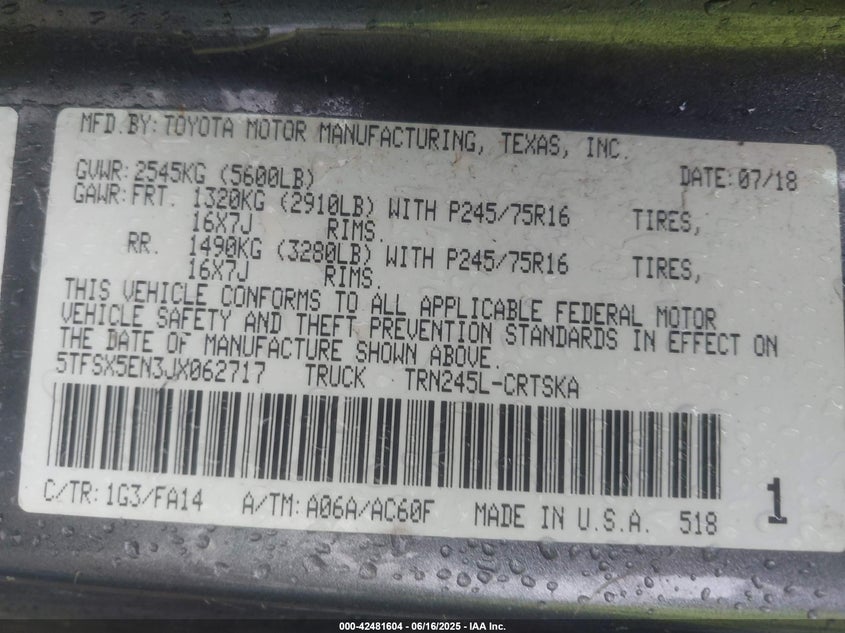 MFD.BY: TOYOTA MOTOR MANUFACTURING, TEXAS, INC.
GVWR: 2545KG (5600LB) DATE: 07/18
GAWR: FRT. 1320KG (2910LB) WITH P245/75R16 TIRES,
16X7J RIMS.
RR. 1490KG (3280LB) WITH P245/75R16 TIRES,
16X7J RIMS.
THIS VEHICLE CONFORMS TO ALL APPLICABLE FEDERAL MOTOR
VEHICLE SAFETY AND THEFT PREVENTION STANDARDS IN EFFECT ON
THE DATE OF MANUFACTURE SHOWN ABOVE.
5TFSX5EN3JX062717 TRUCK TRN245L-CRTSKA
C/TR: 1G3/FA14 A/TM: A06A/AC60F MADE IN U.S.A. 518
1
000-42481604 - 06/16/2025 - IAA Inc.